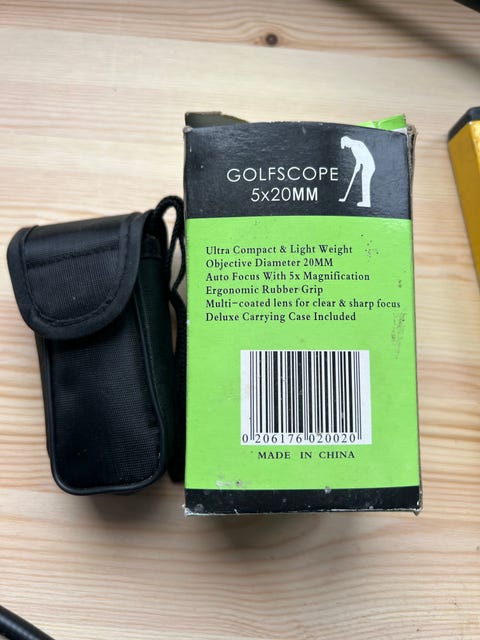 GOLFSCOPE
5x20MM
Ultra Compact & Light Weight
Objective Diameter 20MM
Auto Focus With 5x Magnification
Ergonomic Rubber Grip
Multi-coated lens for clear & sharp focus
Deluxe Carrying Case Included
0 206176 020020
MADE IN CHINA